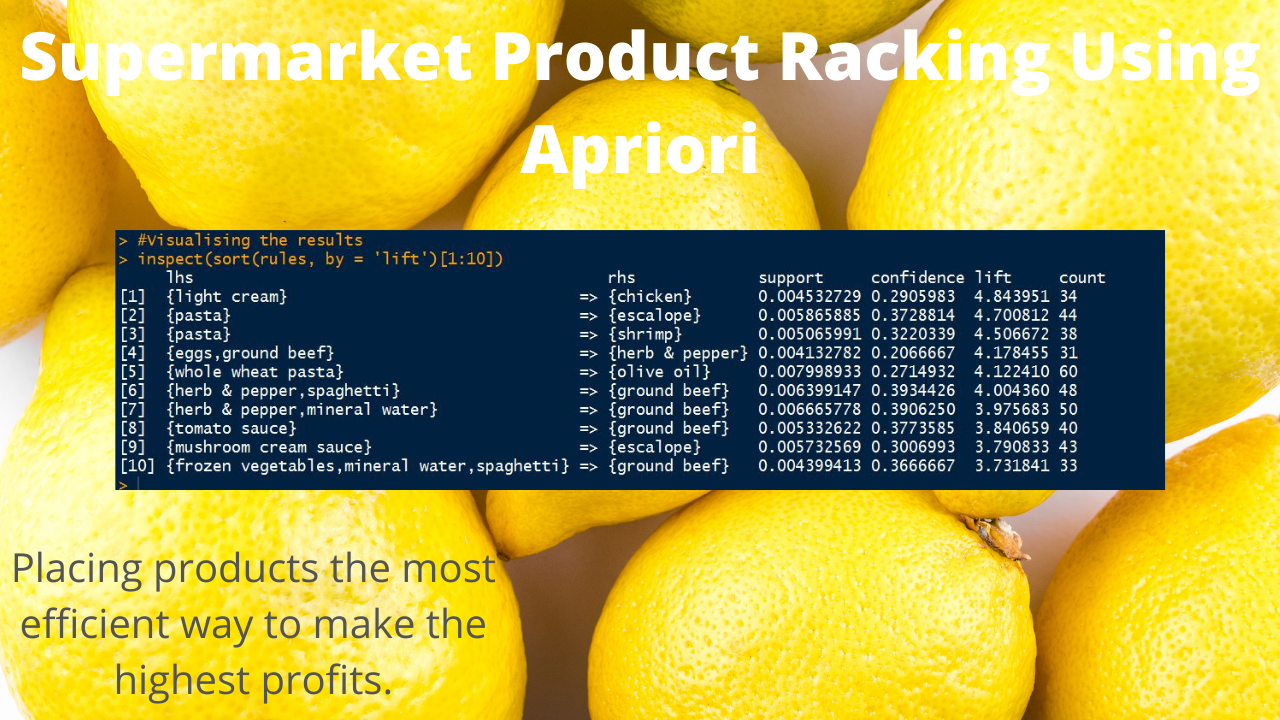 Supermarket Product Racking Using
Apriori
> #Visualising the results
> inspect(sort(rules, by = 'lift')[1:10])
lhs rhs support confidence lift count
[1] {light cream} => {chicken} 0.004532729 0.2905983 4.843951 34
[2] {pasta} => {escalope} 0.005865885 0.3728814 4.700812 44
[3] {pasta} => {shrimp} 0.005065991 0.3220339 4.506672 38
[4] {eggs,ground beef} => {herb & pepper} 0.004132782 0.2066667 4.178455 31
[5] {whole wheat pasta} => {olive oil} 0.007998933 0.2714932 4.122410 60
[6] {herb & pepper,spaghetti} => {ground beef} 0.006399147 0.3934426 4.004360 48
[7] {herb & pepper,mineral water} => {ground beef} 0.006665778 0.3906250 3.975683 50
[8] {tomato sauce} => {ground beef} 0.005332622 0.3773585 3.840659 40
[9] {mushroom cream sauce} => {escalope} 0.005732569 0.3006993 3.790833 43
[10] {frozen vegetables,mineral water,spaghetti} => {ground beef} 0.004399413 0.3666667 3.731841 33
>
Placing products the most
efficient way to make the
highest profits.